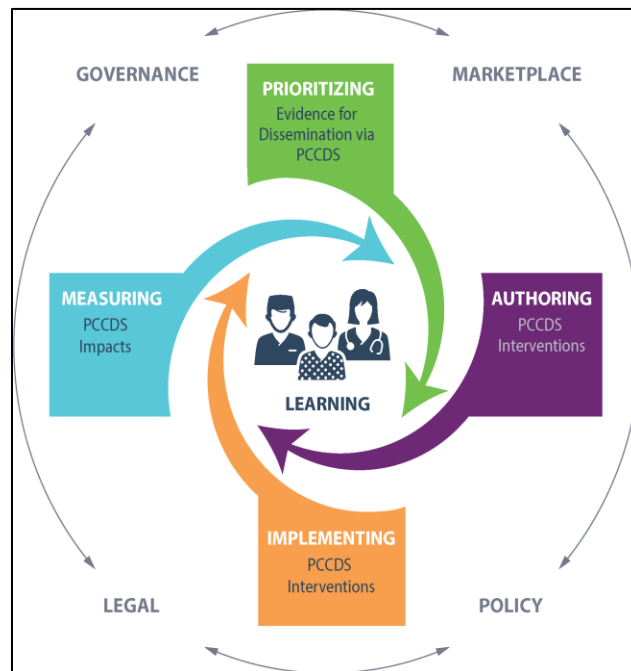 GOVERNANCE
MARKETPLACE
PRIORITIZING
Evidence for
Dissemination via
PCCDS
MEASURING
PCCDS
Impacts
AUTHORING
PCCDS
Interventions
LEARNING
IMPLEMENTING
PCCDS
Interventions
LEGAL
POLICY